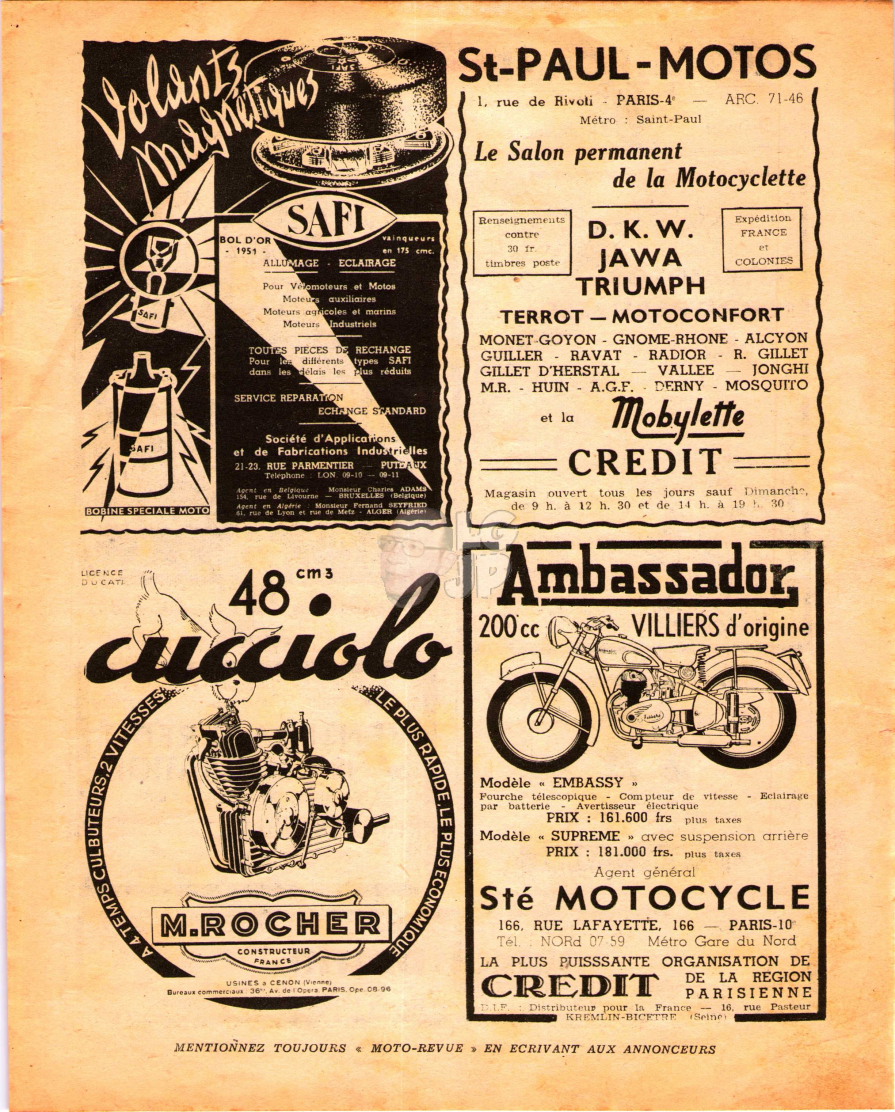 Volants
magnétiques
SAFI
BOL D'OR
- 1951 -
vainqueurs
en 175 cmc.
ALLUMAGE - ECLAIRAGE
Pour Vélomoteurs et Motos
Moteurs auxiliaires
Moteurs agricoles et marins
Moteurs Industriels
TOUTES PIÈCES DE RECHANGE
Pour les différents types SAFI
dans les délais les plus réduits
SERVICE REPARATION
ECHANGE STANDARD
Société d'Applications
et de Fabrications Industrielles
21-23, RUE PARMENTIER — PUTEAUX
Téléphone : LON. 09-10 — 09-11
Agent en Belgique : Monsieur Charles ADAMS
154, rue de Livourne — BRUXELLES (Belgique)
Agent en Algérie : Monsieur Fernand SEYFRIED
61, rue de Lyon et rue de Metz - ALGER (Algérie)
SAFI
SAFI
BOBINE SPECIALE MOTO
St-PAUL-MOTOS
1, rue de Rivoli - PARIS-4e — ARC. 71-46
Métro : Saint-Paul
Le Salon permanent
de la Motocyclette
Renseignements
contre
30 fr.
timbres poste
D. K. W.
JAWA
TRIUMPH
Expédition
FRANCE
et
COLONIES
TERROT — MOTOCONFORT
MONET-GOYON - GNOME-RHONE - ALCYON
GUILLER - RAVAT - RADIOR - R. GILLET
GILLET D'HERSTAL — VALLEE — JONGHI
M.R. - HUIN - A.G.F. - DERNY - MOSQUITO
et la Mobylette
CREDIT
Magasin ouvert tous les jours sauf Dimanche,
de 9 h. à 12 h. 30 et de 14 h. à 19 h. 30
LCJP
LICENCE
DUCATI
48 cm3
cucciolo
A 4 TEMPS CULBUTEURS, 2 VITESSES
LE PLUS RAPIDE, LE PLUS ECONOMIQUE
M.ROCHER
CONSTRUCTEUR
FRANCE
USINES à CENON (Vienne)
Bureaux commerciaux : 36bis, Av. de l'Opera, PARIS. Ope. 06-96
Ambassador
200 cc VILLIERS d'origine
Modèle « EMBASSY »
Fourche télescopique - Compteur de vitesse - Eclairage
par batterie - Avertisseur électrique
PRIX : 161.600 frs plus taxes
Modèle « SUPREME » avec suspension arrière
PRIX : 181.000 frs. plus taxes
Agent général
Sté MOTOCYCLE
166, RUE LAFAYETTE, 166 — PARIS-10e
Tél. : NORd 07-59 Métro Gare du Nord
LA PLUS PUISSSANTE ORGANISATION DE
CREDIT DE LA REGION
PARISIENNE
D.I.F. : Distributeur pour la France — 16, rue Pasteur
KREMLIN-BICETRE (Seine)
MENTIONNEZ TOUJOURS « MOTO-REVUE » EN ECRIVANT AUX ANNONCEURS